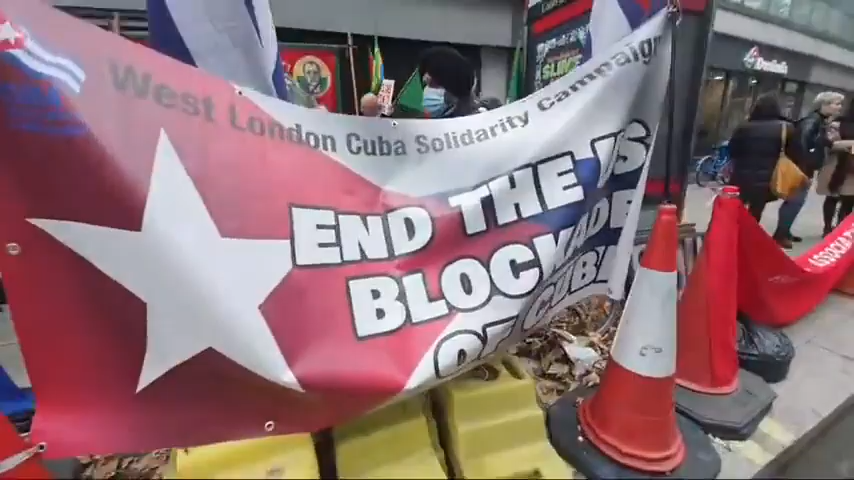 West London Cuba Solidarity Campaign
END THE US
BLOCKADE
OF CUBA
Domino's